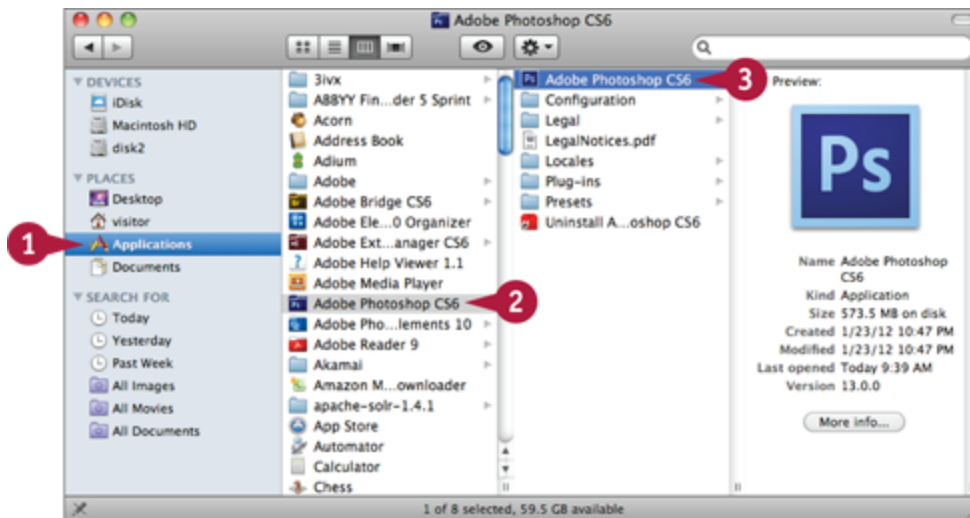 Adobe Photoshop CS6
DEVICES
iDisk
Macintosh HD
disk2
PLACES
Desktop
visitor
1
Applications
Documents
SEARCH FOR
Today
Yesterday
Past Week
All Images
All Movies
All Documents
3ivx
ABBYY Fin...der 5 Sprint
Acorn
Address Book
Adium
Adobe
Adobe Bridge CS6
Adobe Ele...0 Organizer
Adobe Ext...anager CS6
Adobe Help Viewer 1.1
Adobe Media Player
Adobe Photoshop CS6
2
Adobe Pho...lements 10
Adobe Reader 9
Akamai
Amazon M...ownloader
apache-solr-1.4.1
App Store
Automator
Calculator
Chess
Ps Adobe Photoshop CS6
3
Configuration
Legal
LegalNotices.pdf
Locales
Plug-ins
Presets
Uninstall A...oshop CS6
Preview:
Ps
Name Adobe Photoshop
CS6
Kind Application
Size 573.5 MB on disk
Created 1/23/12 10:47 PM
Modified 1/23/12 10:47 PM
Last opened Today 9:39 AM
Version 13.0.0
More info...
1 of 8 selected, 59.5 GB available